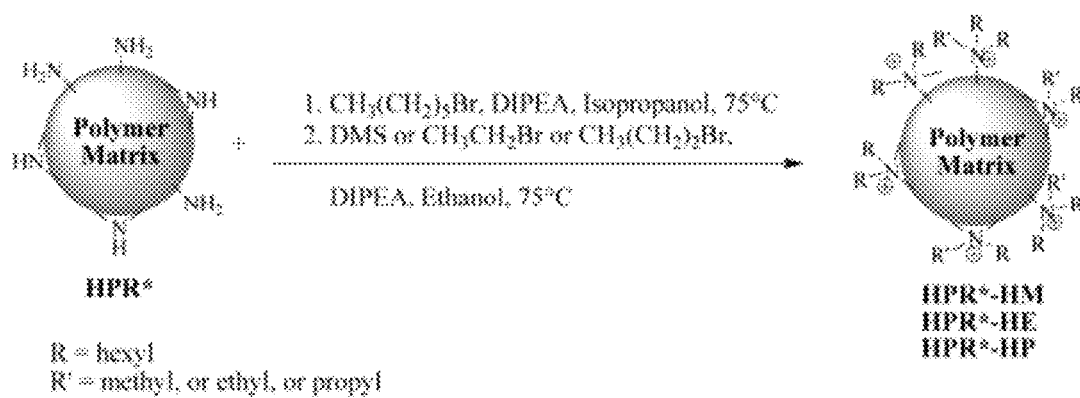 NH₂
H₂N
NH
Polymer
Matrix
HN
NH₂
N
H
HPR*
+
1. CH₃(CH₂)₅Br, DIPEA, Isopropanol, 75°C
2. DMS or CH₃CH₂Br or CH₃(CH₂)₂Br,
DIPEA, Ethanol, 75°C
R
R' R
R N⊕
⊕ N
R'
R'
N R
⊕
Polymer
Matrix
R
N
R' ⊕
R'
N R
⊕
R
R' N R
⊕
HPR*-HM
HPR*-HE
HPR*-HP
R = hexyl
R' = methyl, or ethyl, or propyl